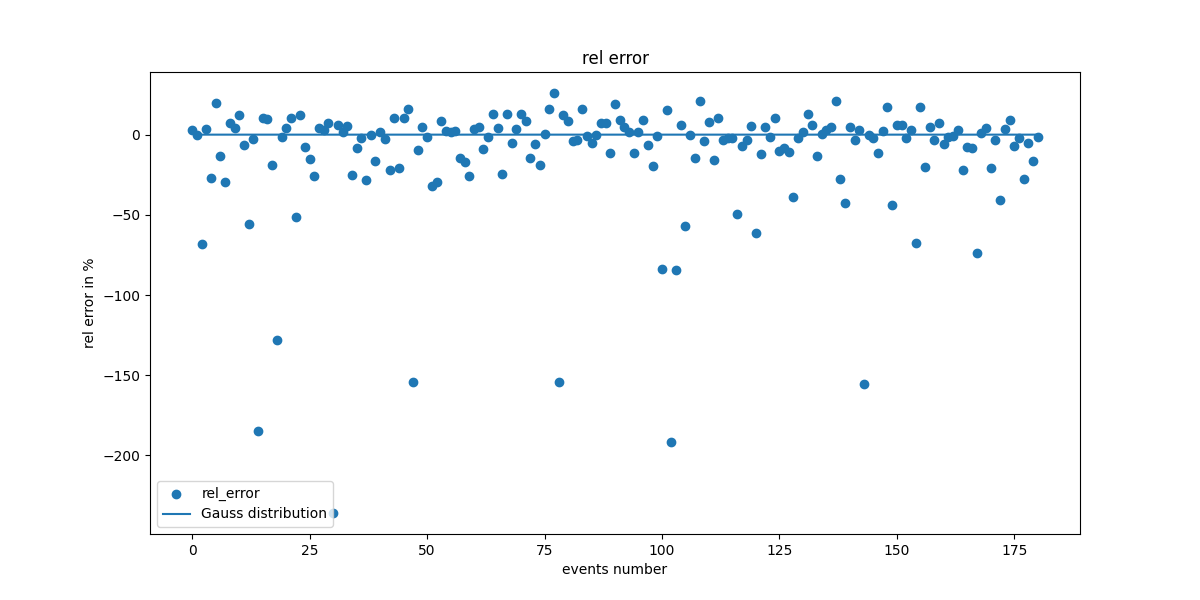 rel error
rel error in %
0
−50
−100
−150
−200
rel_error
Gauss distribution
0 25 50 75 100 125 150 175
events number